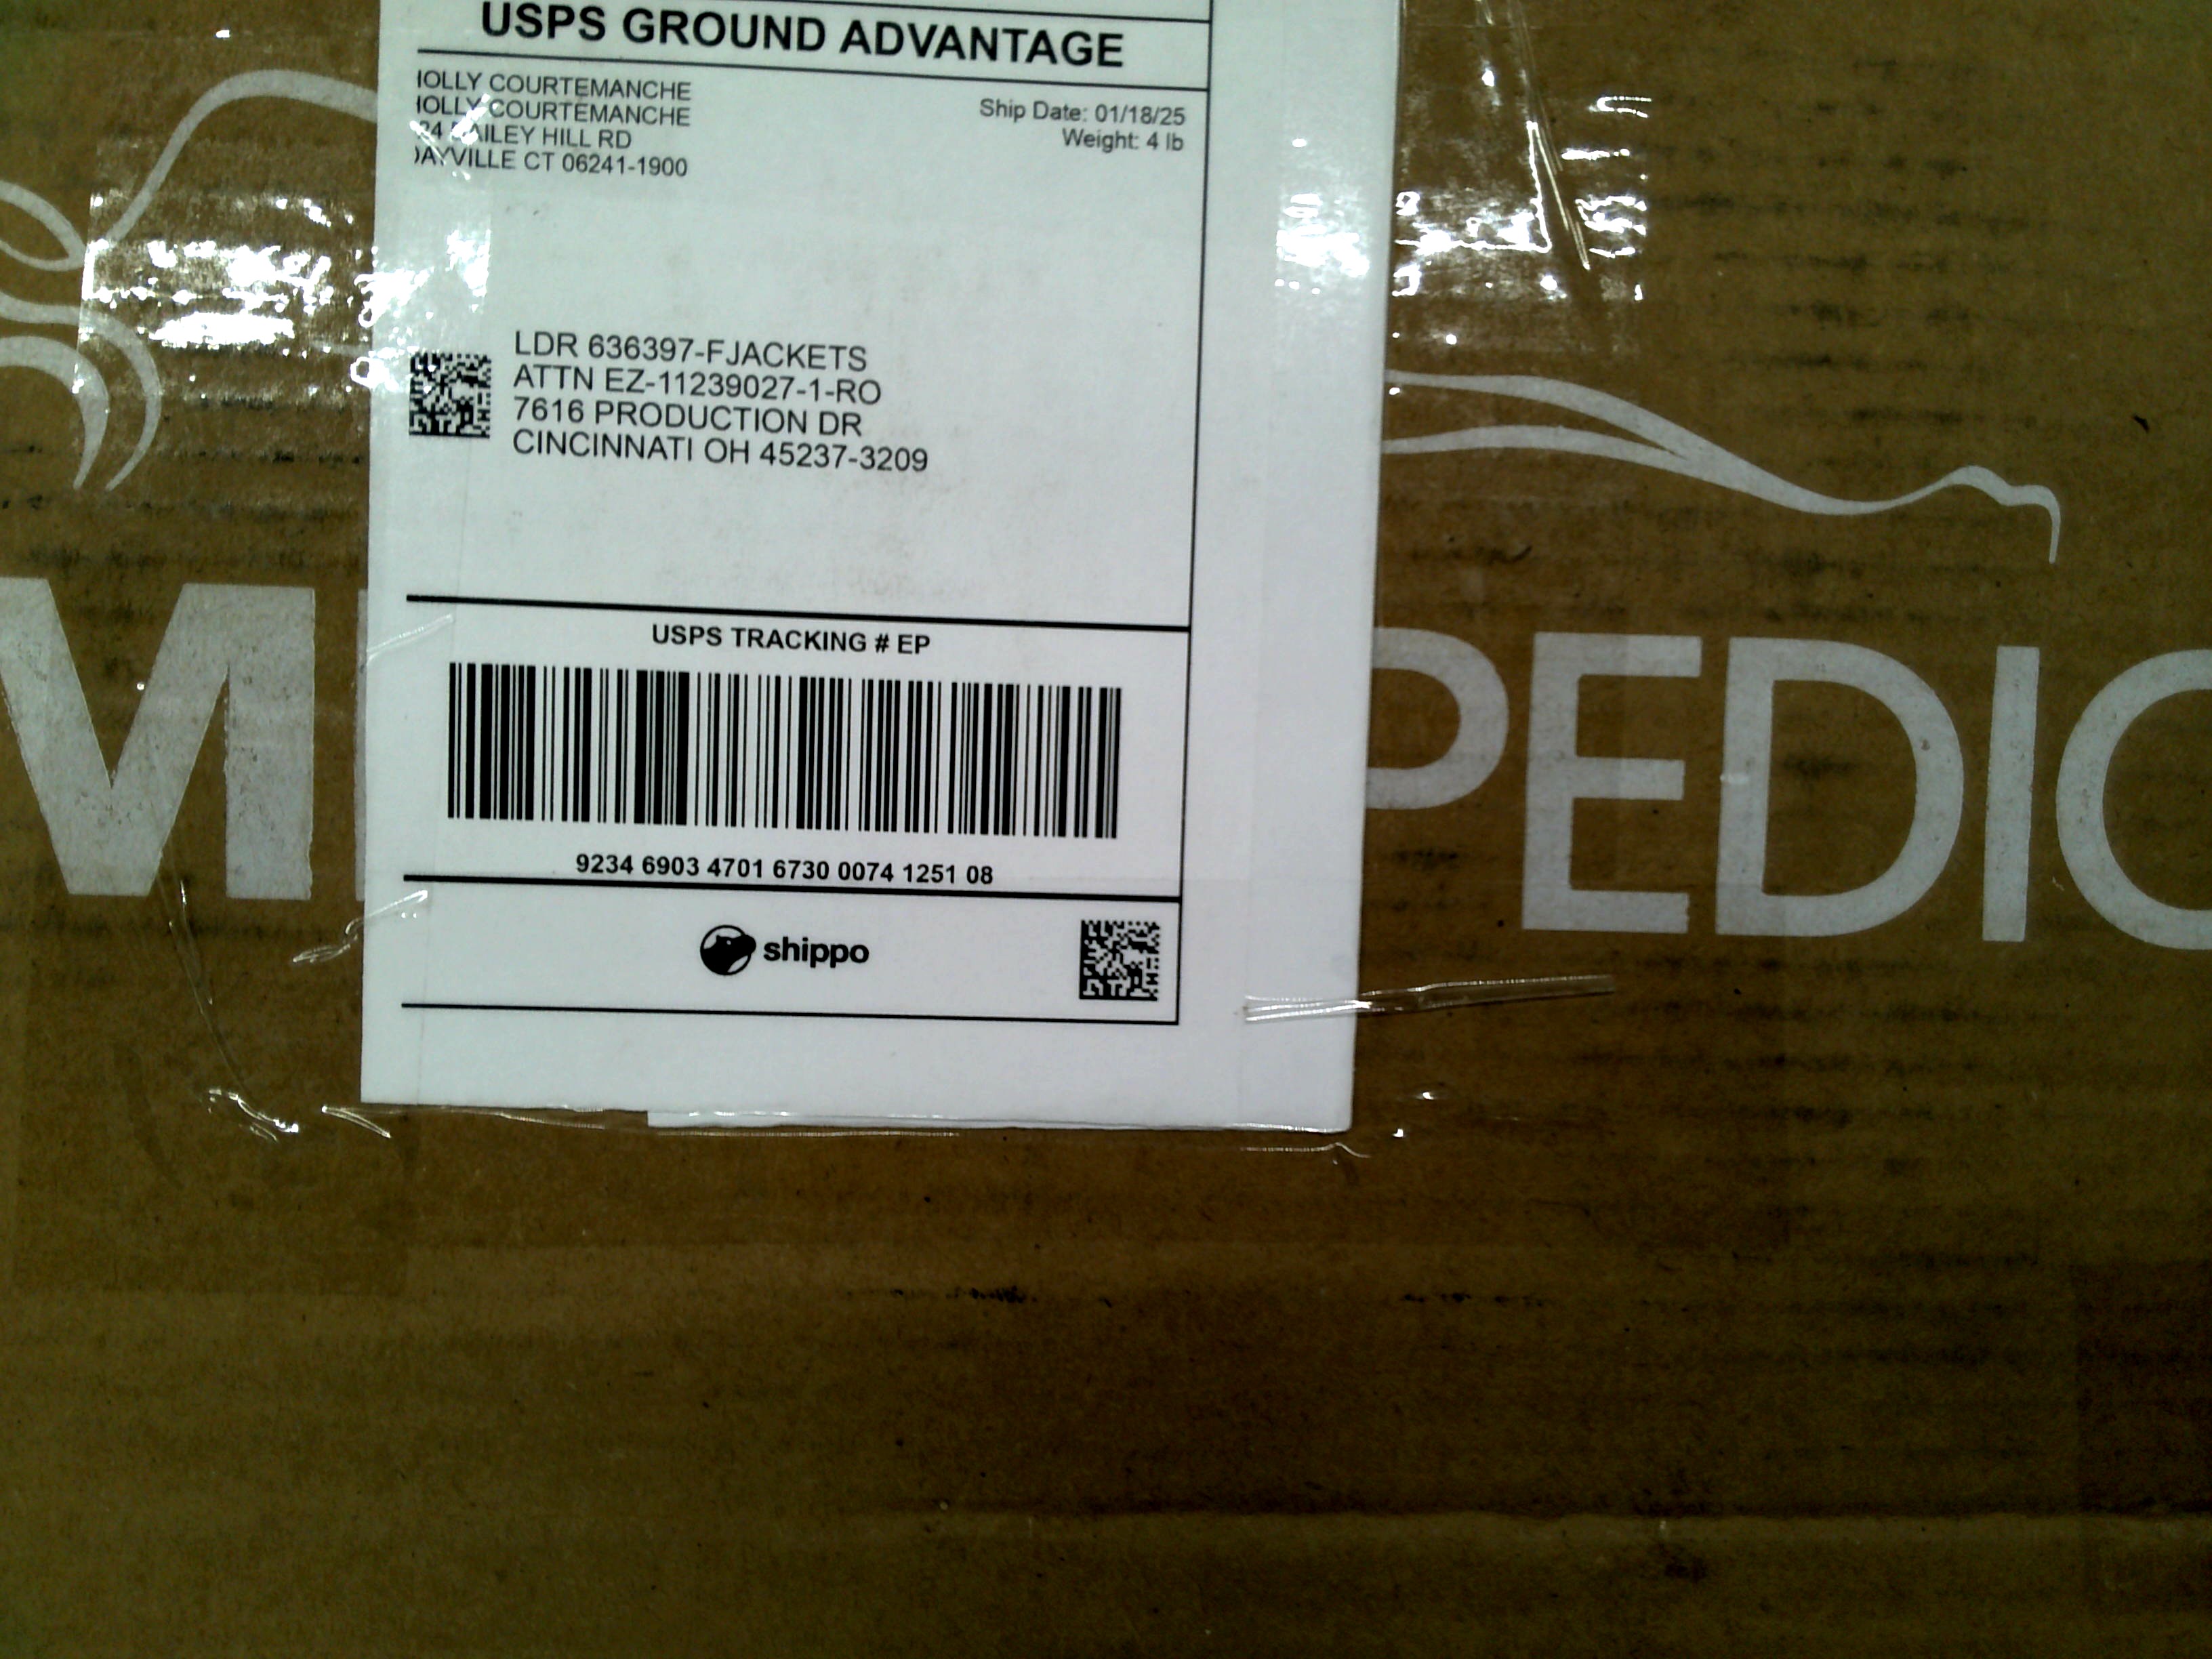 USPS GROUND ADVANTAGE
OLLY COURTEMANCHE
OLLY COURTEMANCHE
HILL RD
AYVILLE CT 06241-1900
Ship Date: 01/18/25
Weight: 4 lb
LDR 636397-FJACKETS
ATTN EZ-11239027-1-RO
7616 PRODUCTION DR
CINCINNATI OH 45237-3209
USPS TRACKING # EP
9234 6903 4701 6730 0074 1251 08
shippo
M
PEDIC